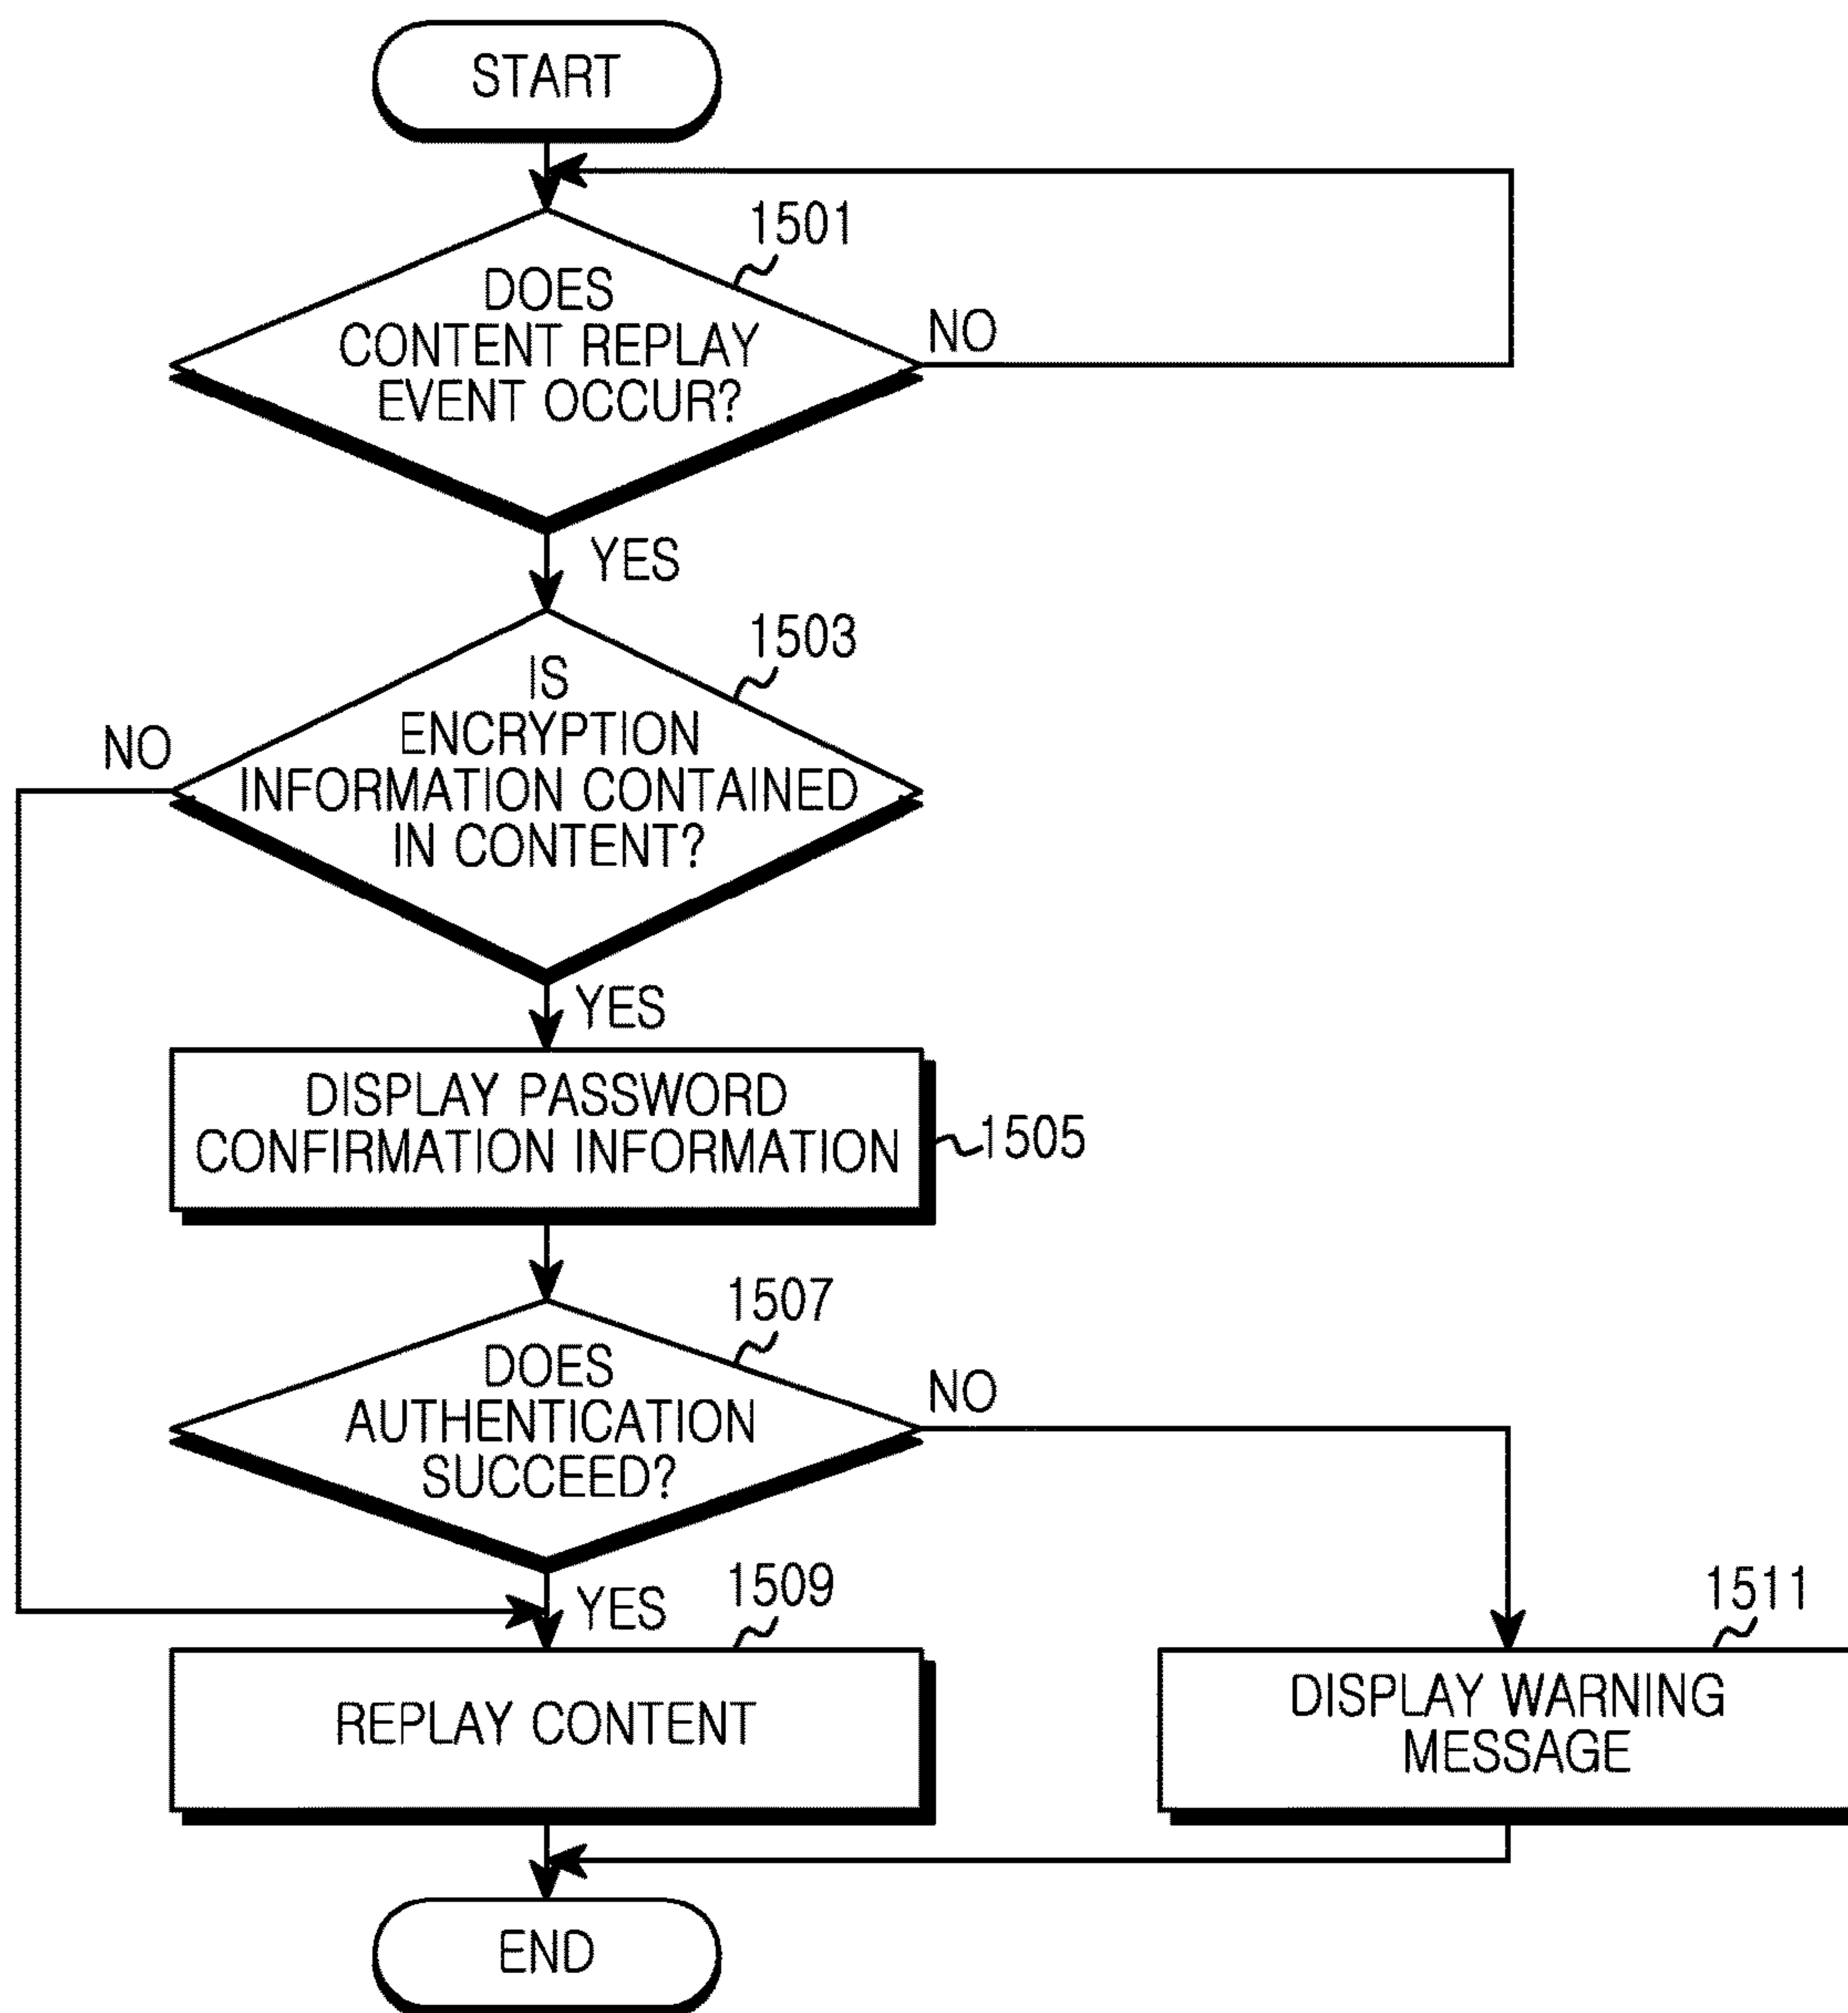 START
1501
DOES
CONTENT REPLAY
EVENT OCCUR?
NO
YES
1503
IS
ENCRYPTION
INFORMATION CONTAINED
IN CONTENT?
NO
YES
DISPLAY PASSWORD
CONFIRMATION INFORMATION
1505
1507
DOES
AUTHENTICATION
SUCCEED?
NO
YES
1509
REPLAY CONTENT
1511
DISPLAY WARNING
MESSAGE
END